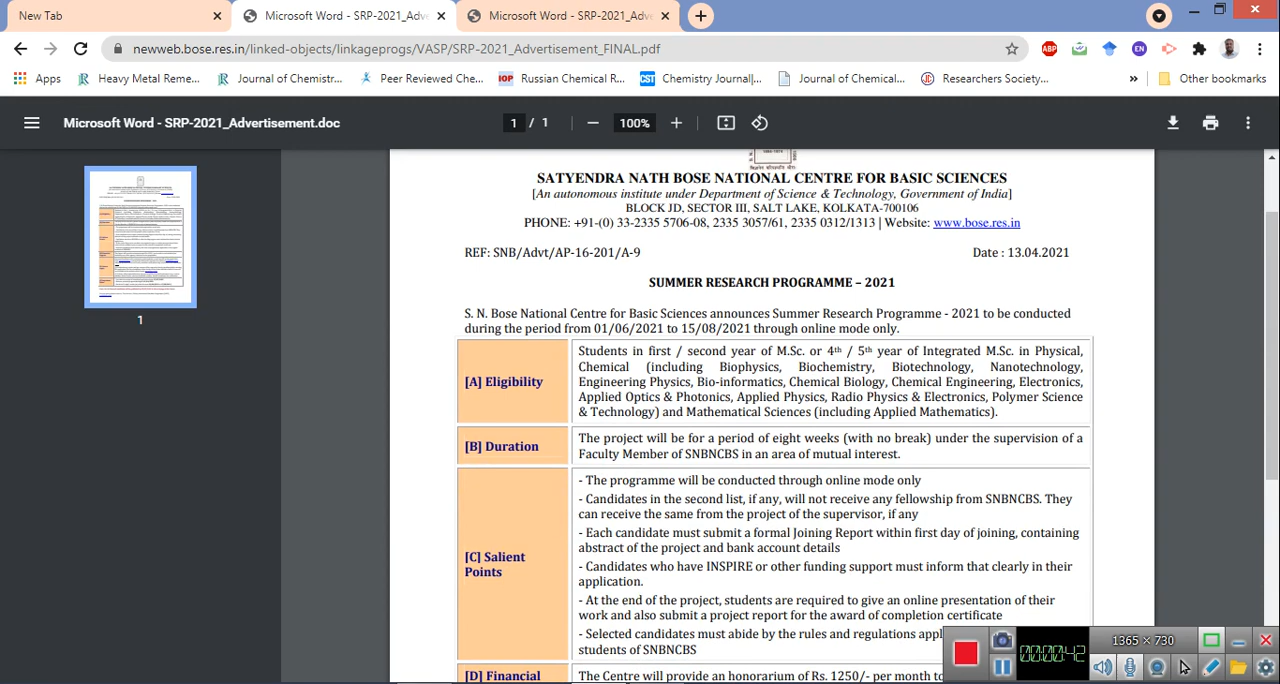 New Tab
Microsoft Word - SRP-2021_Adv
Microsoft Word - SRP-2021_Adve
newweb.bose.res.in/linked-objects/linkageprogs/VASP/SRP-2021_Advertisement_FINAL.pdf
ABP
EN
Apps
Heavy Metal Reme...
Journal of Chemistr...
Peer Reviewed Che...
IOP Russian Chemical R...
CST Chemistry Journal|...
Journal of Chemical...
Researchers Society...
»
Other bookmarks
Microsoft Word - SRP-2021_Advertisement.doc
1 / 1
100%
1
SATYENDRA NATH BOSE NATIONAL CENTRE FOR BASIC SCIENCES
[An autonomous institute under Department of Science & Technology, Government of India]
BLOCK JD, SECTOR III, SALT LAKE, KOLKATA-700106
PHONE: +91-(0) 33-2335 5706-08, 2335 3057/61, 2335 0312/1313 | Website: www.bose.res.in
REF: SNB/Advt/AP-16-201/A-9 Date : 13.04.2021
SUMMER RESEARCH PROGRAMME – 2021
S. N. Bose National Centre for Basic Sciences announces Summer Research Programme - 2021 to be conducted
during the period from 01/06/2021 to 15/08/2021 through online mode only.
[A] Eligibility
Students in first / second year of M.Sc. or 4th / 5th year of Integrated M.Sc. in Physical,
Chemical (including Biophysics, Biochemistry, Biotechnology, Nanotechnology,
Engineering Physics, Bio-informatics, Chemical Biology, Chemical Engineering, Electronics,
Applied Optics & Photonics, Applied Physics, Radio Physics & Electronics, Polymer Science
& Technology) and Mathematical Sciences (including Applied Mathematics).
[B] Duration
The project will be for a period of eight weeks (with no break) under the supervision of a
Faculty Member of SNBNCBS in an area of mutual interest.
[C] Salient
Points
- The programme will be conducted through online mode only
- Candidates in the second list, if any, will not receive any fellowship from SNBNCBS. They
can receive the same from the project of the supervisor, if any
- Each candidate must submit a formal Joining Report within first day of joining, containing
abstract of the project and bank account details
- Candidates who have INSPIRE or other funding support must inform that clearly in their
application.
- At the end of the project, students are required to give an online presentation of their
work and also submit a project report for the award of completion certificate
- Selected candidates must abide by the rules and regulations appl
students of SNBNCBS
[D] Financial
The Centre will provide an honorarium of Rs. 1250/- per month to
00:00:42
1365 × 730